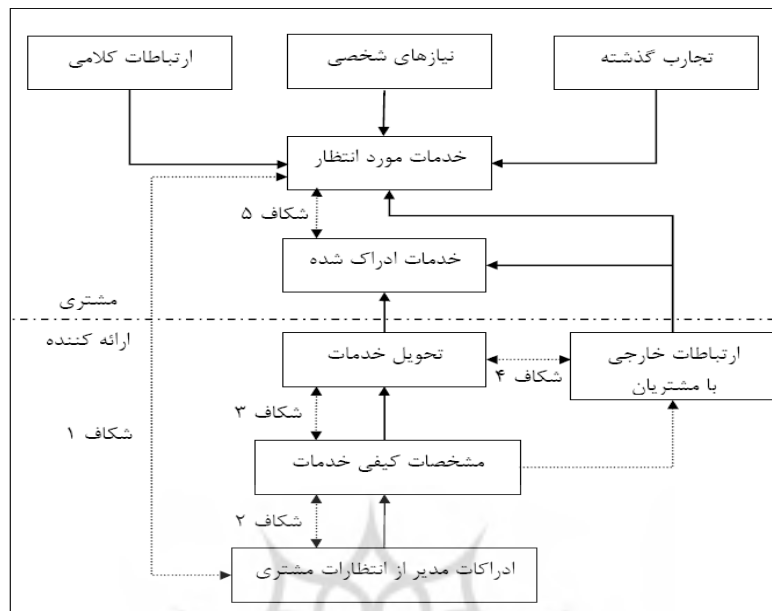 تجارب گذشته
نیازهای شخصی
ارتباطات کلامی
خدمات مورد انتظار
شکاف ۵
خدمات ادراک شده
مشتری
ارائه کننده
تحویل خدمات
ارتباطات خارجی
با مشتریان
شکاف ۴
شکاف ۳
شکاف ۱
مشخصات کیفی خدمات
شکاف ۲
ادراکات مدیر از انتظارات مشتری